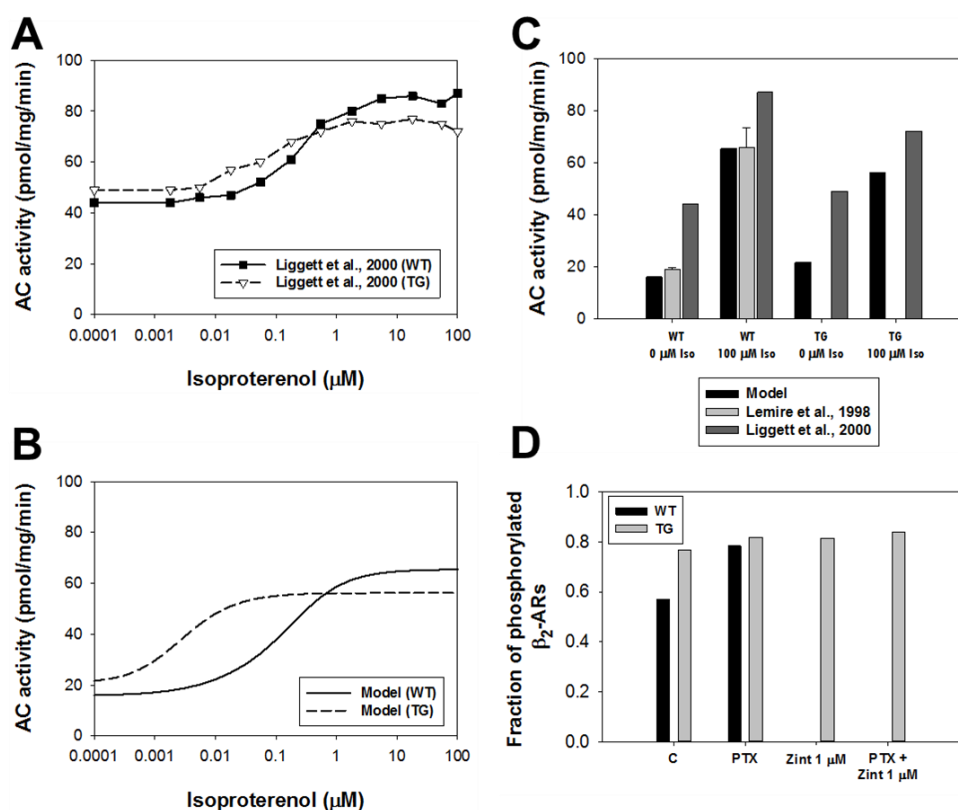 A
AC activity (pmol/mg/min)
100
80
60
40
20
0
Liggett et al., 2000 (WT)
Liggett et al., 2000 (TG)
0.0001 0.001 0.01 0.1 1 10 100
Isoproterenol (μM)
B
AC activity (pmol/mg/min)
100
80
60
40
20
0
Model (WT)
Model (TG)
0.0001 0.001 0.01 0.1 1 10 100
Isoproterenol (μM)
C
AC activity (pmol/mg/min)
100
80
60
40
20
0
WT WT TG TG
0 μM Iso 100 μM Iso 0 μM Iso 100 μM Iso
Model
Lemire et al., 1998
Liggett et al., 2000
D
Fraction of phosphorylated
β2-ARs
1.0
0.8
0.6
0.4
0.2
0.0
WT
TG
C PTX Zint 1 μM PTX +
Zint 1 μM